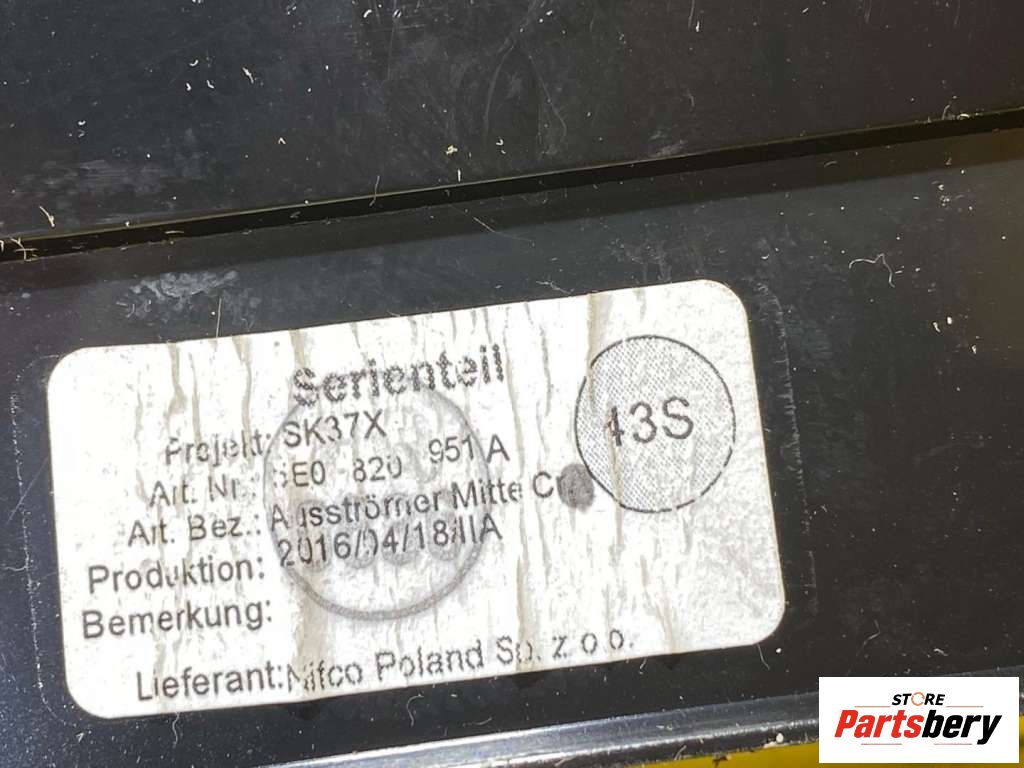 Serienteil
Projekt: SK37X
Art. Nr.: 820 951 A
Art. Bez.: Ausströmer Mitte
Produktion: 2016/04/18/IIA
Bemerkung:
Lieferant: Nifco Poland Sp. z o.o.
43S
STORE
Partsbery